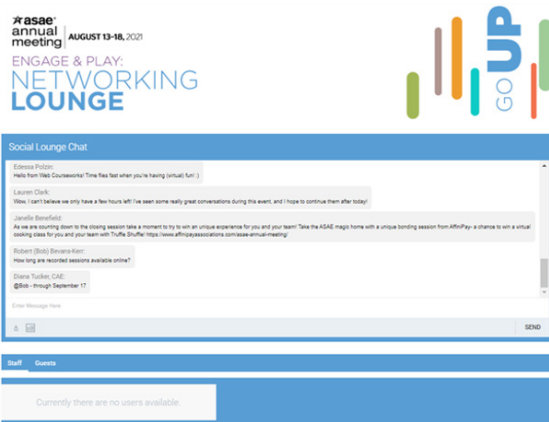 asae
annual
meeting
AUGUST 13-18, 2021
ENGAGE & PLAY:
NETWORKING
LOUNGE
GO UP
Social Lounge Chat
Edessa Polzin:
Hello from Web Courseworks! Time flies fast when you're having (virtual) fun! :)
Lauren Clark:
Wow, I can't believe we only have a few hours left! I've seen some really great conversations during this event, and I hope to continue them after today!
Janelle Benefield:
As we are counting down to the closing session take a moment to try to win an unique experience for you and your team! Take the ASAE magic home with a unique bonding session from AffiniPay- a chance to win a virtual
cooking class for you and your team with Truffle Shuffle! https://www.affinipayassociations.com/asae-annual-meeting/
Robert (Bob) Bevans-Kerr:
How long are recorded sessions available online?
Diana Tucker, CAE:
@Bob - through September 17
Enter Message Here
SEND
Staff Guests
Currently there are no users available.